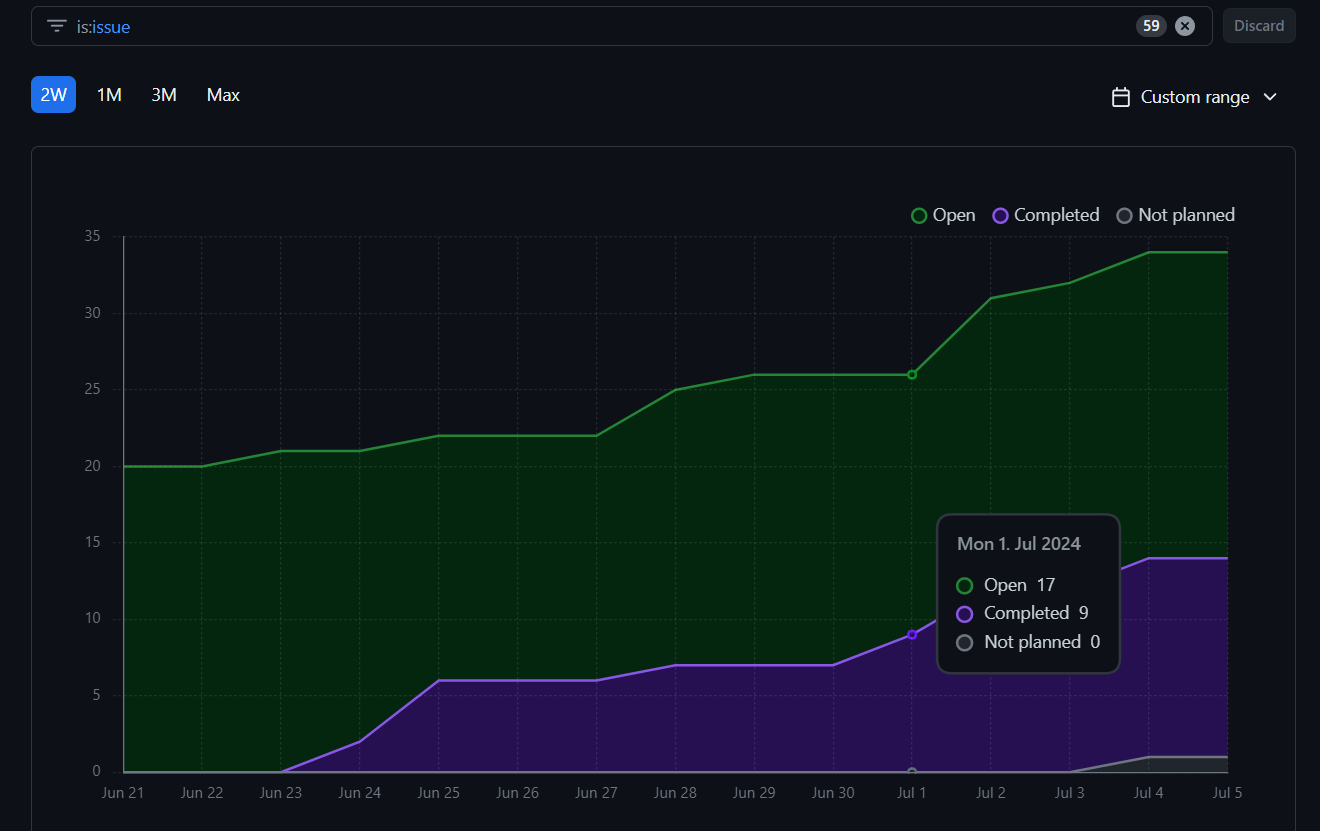 is:issue 59 Discard
2W 1M 3M Max Custom range
Open Completed Not planned
35
30
25
20
15
10
5
0
Mon 1. Jul 2024
Open 17
Completed 9
Not planned 0
Jun 21 Jun 22 Jun 23 Jun 24 Jun 25 Jun 26 Jun 27 Jun 28 Jun 29 Jun 30 Jul 1 Jul 2 Jul 3 Jul 4 Jul 5